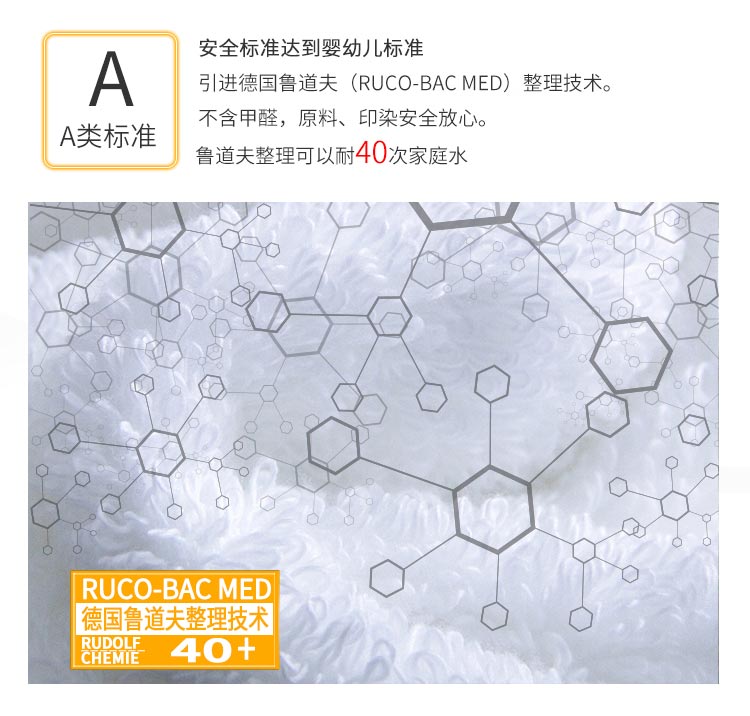 A
A类标准
安全标准达到婴幼儿标准
引进德国鲁道夫（RUCO-BAC MED）整理技术。
不含甲醛，原料、印染安全放心。
鲁道夫整理可以耐40次家庭水
RUCO-BAC MED
德国鲁道夫整理技术
RUDOLF
CHEMIE
40+